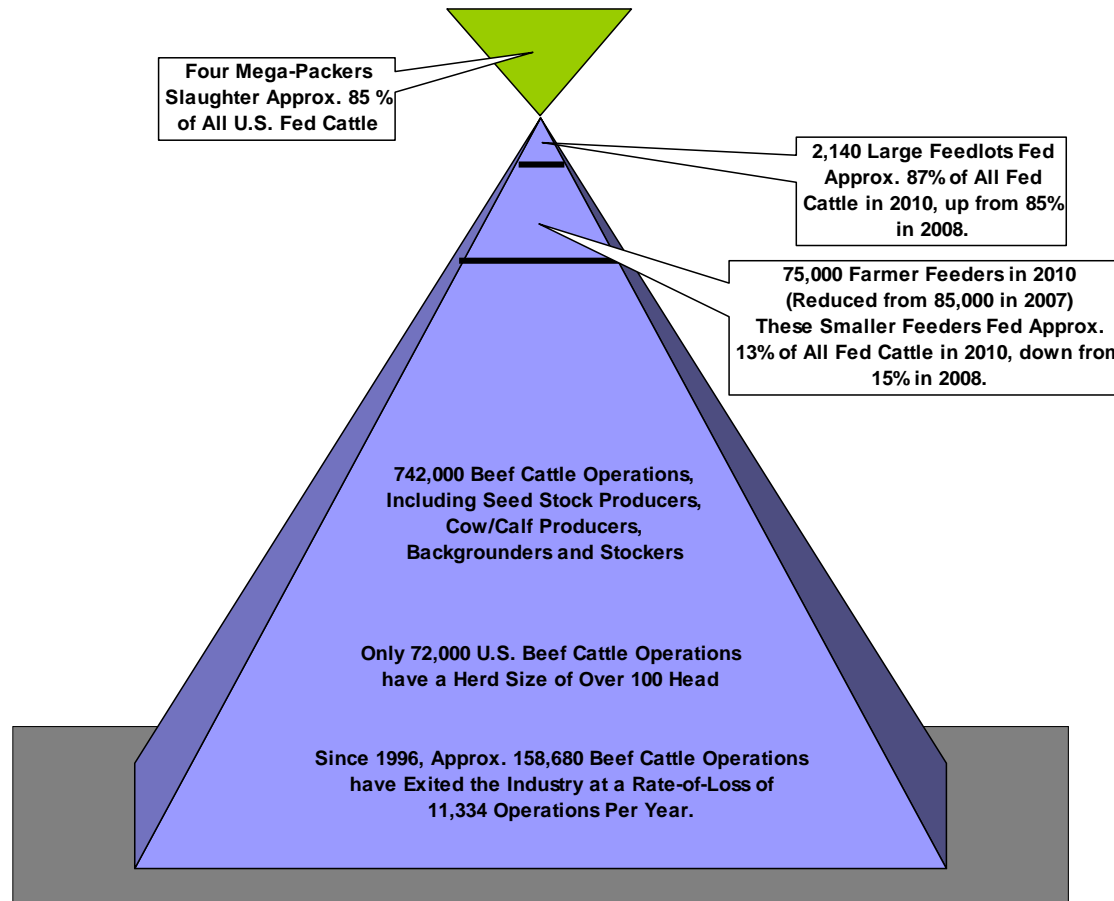 Four Mega-Packers
Slaughter Approx. 85 %
of All U.S. Fed Cattle
2,140 Large Feedlots Fed
Approx. 87% of All Fed
Cattle in 2010, up from 85%
in 2008.
75,000 Farmer Feeders in 2010
(Reduced from 85,000 in 2007)
These Smaller Feeders Fed Approx.
13% of All Fed Cattle in 2010, down from
15% in 2008.
742,000 Beef Cattle Operations,
Including Seed Stock Producers,
Cow/Calf Producers,
Backgrounders and Stockers
Only 72,000 U.S. Beef Cattle Operations
have a Herd Size of Over 100 Head
Since 1996, Approx. 158,680 Beef Cattle Operations
have Exited the Industry at a Rate-of-Loss of
11,334 Operations Per Year.